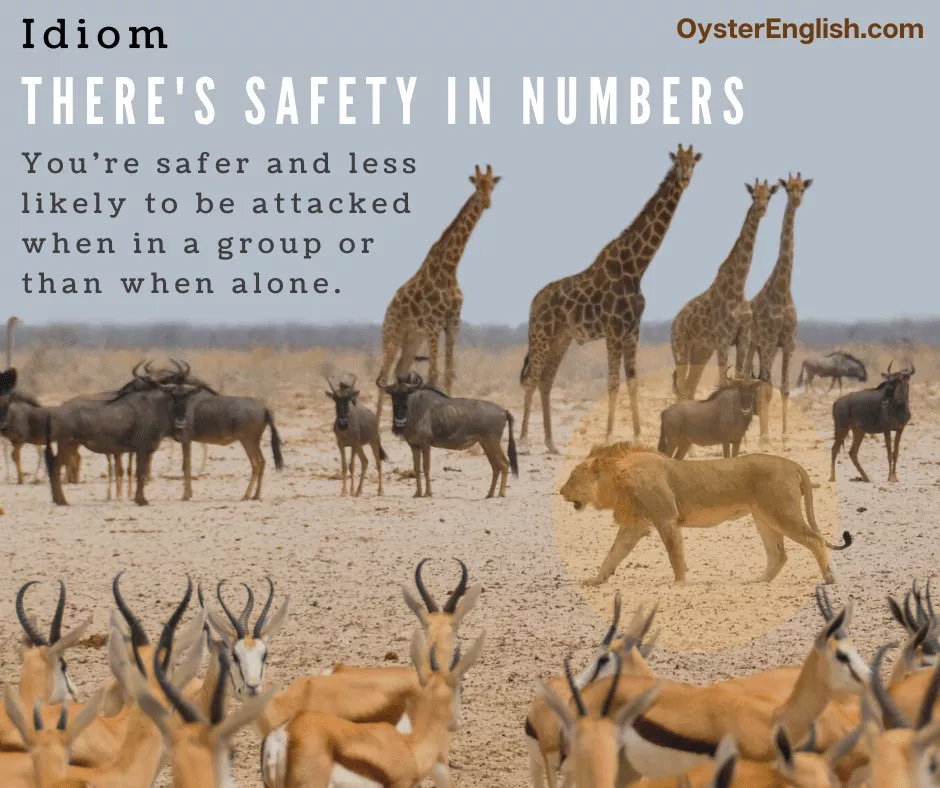 Idiom
OysterEnglish.com
THERE'S SAFETY IN NUMBERS
You're safer and less
likely to be attacked
when in a group or
than when alone.